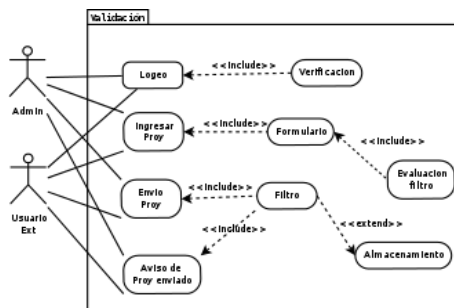 Validación
Logeo
<<Include>>
Verificacion
Admin
Ingresar
Proy
<<Include>>
Formulario
<<Include>>
Evaluacion
filtro
Usuario
Ext
Envio
Proy
<<Include>>
Filtro
<<Include>>
<<extend>>
Aviso de
Proy enviado
Almacenamiento